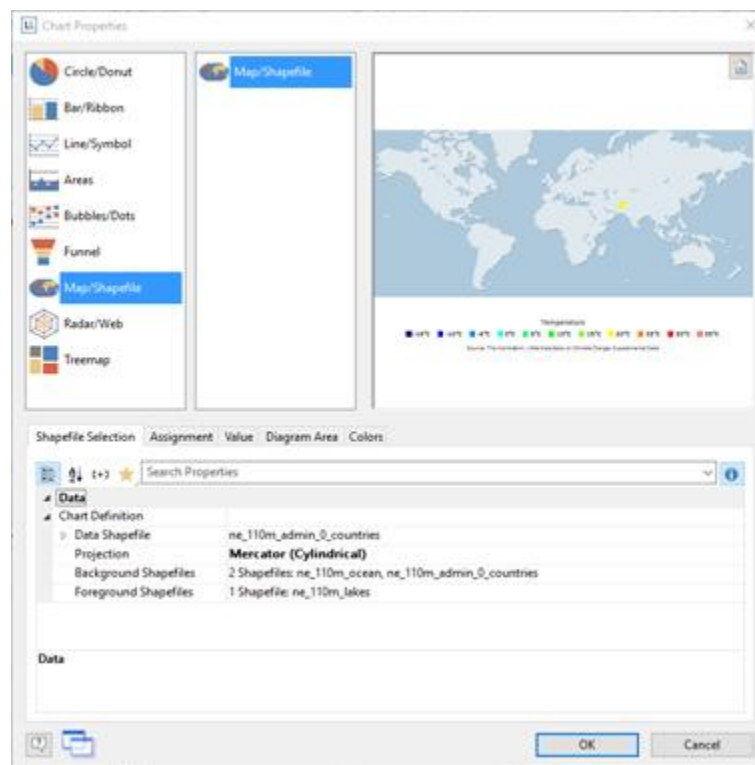 Chart Properties
Circle/Donut
Bar/Ribbon
Line/Symbol
Areas
Bubbles/Dots
Funnel
Map/Shapefile
Radar/Web
Treemap
Map/Shapefile
Temperature
Shapefile Selection Assignment Value Diagram Area Colors
Search Properties
Data
Chart Definition
Data Shapefile ne_110m_admin_0_countries
Projection Mercator (Cylindrical)
Background Shapefiles 2 Shapefiles: ne_110m_ocean, ne_110m_admin_0_countries
Foreground Shapefiles 1 Shapefile: ne_110m_lakes
Data
OK Cancel